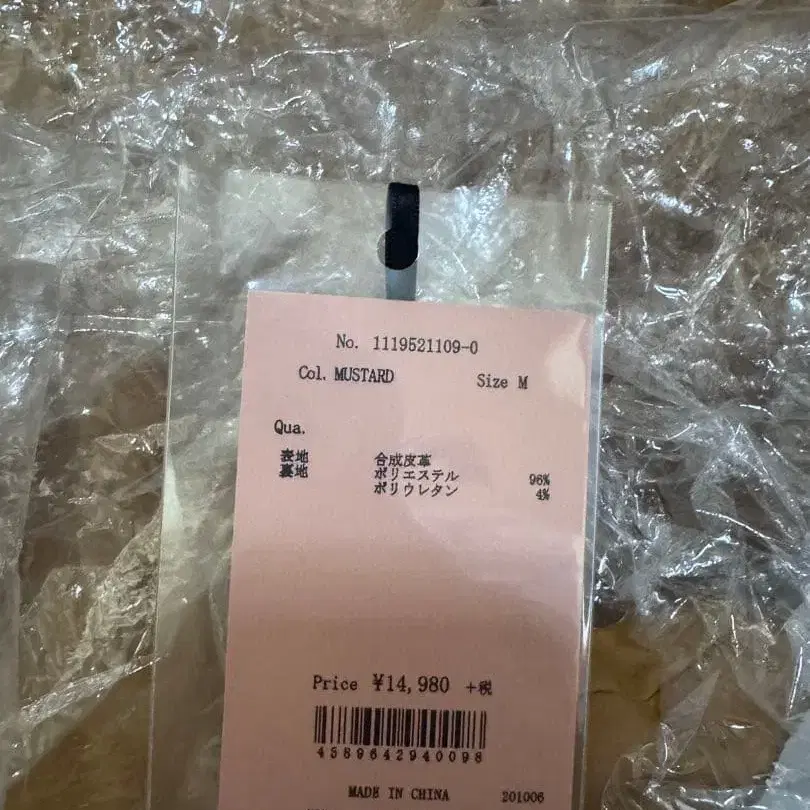 No. 1119521109-0
Col. MUSTARD Size M
Qua.
表地 合成皮革
裏地 ポリエステル 96%
ポリウレタン 4%
Price ¥14,980 +税
4589642940098
MADE IN CHINA 201006